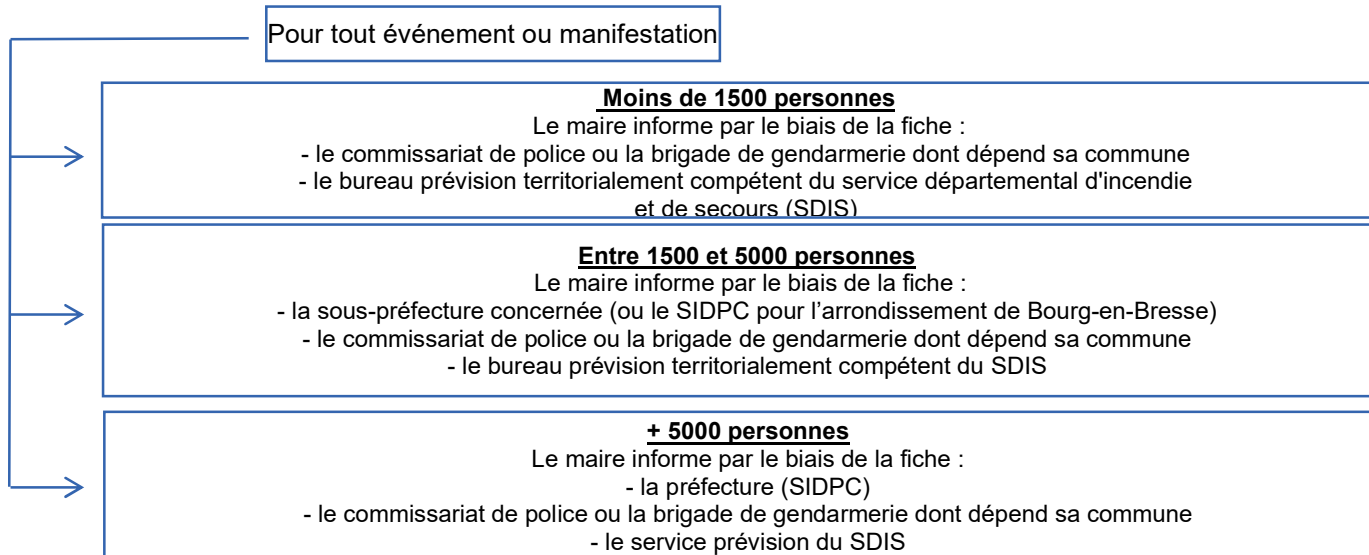 Pour tout événement ou manifestation
Moins de 1500 personnes
Le maire informe par le biais de la fiche :
- le commissariat de police ou la brigade de gendarmerie dont dépend sa commune
- le bureau prévision territorialement compétent du service départemental d'incendie
et de secours (SDIS)
Entre 1500 et 5000 personnes
Le maire informe par le biais de la fiche :
- la sous-préfecture concernée (ou le SIDPC pour l’arrondissement de Bourg-en-Bresse)
- le commissariat de police ou la brigade de gendarmerie dont dépend sa commune
- le bureau prévision territorialement compétent du SDIS
+ 5000 personnes
Le maire informe par le biais de la fiche :
- la préfecture (SIDPC)
- le commissariat de police ou la brigade de gendarmerie dont dépend sa commune
- le service prévision du SDIS